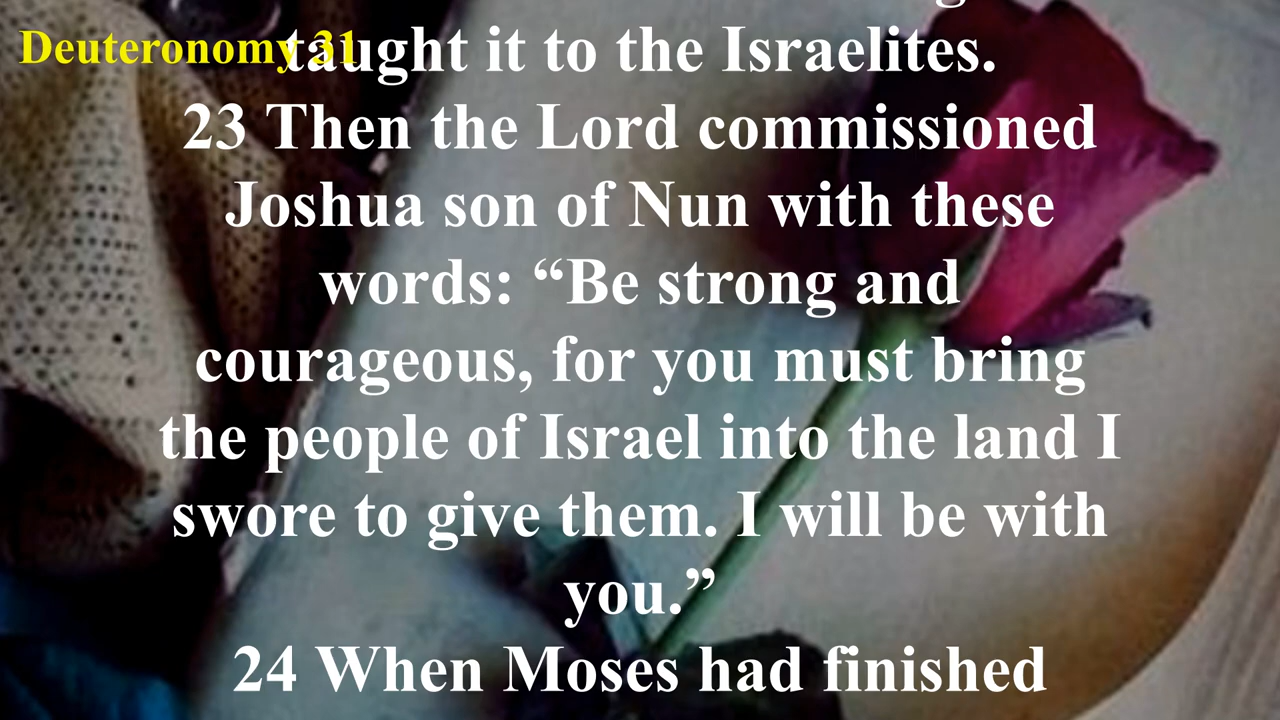 Deuteronomy 31
taught it to the Israelites.
23 Then the Lord commissioned
Joshua son of Nun with these
words: “Be strong and
courageous, for you must bring
the people of Israel into the land I
swore to give them. I will be with
you.”
24 When Moses had finished